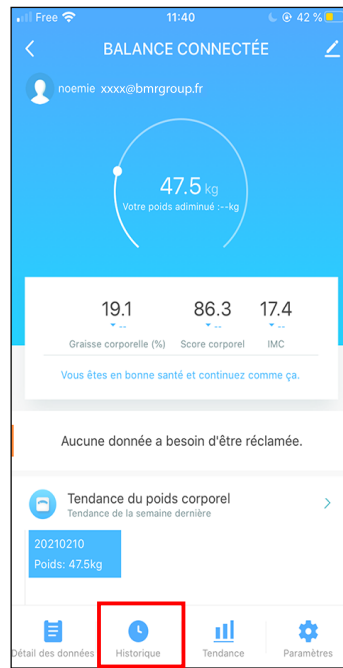 Free 11:40 42 %
BALANCE CONNECTÉE
noemie xxxx@bmrgroup.fr
47.5 kg
Votre poids adiminué :--kg
19.1 86.3 17.4
-- -- --
Graisse corporelle (%) Score corporel IMC
Vous êtes en bonne santé et continuez comme ça.
Aucune donnée a besoin d'être réclamée.
Tendance du poids corporel
Tendance de la semaine dernière
20210210
Poids: 47.5kg
Détail des données Historique Tendance Paramètres